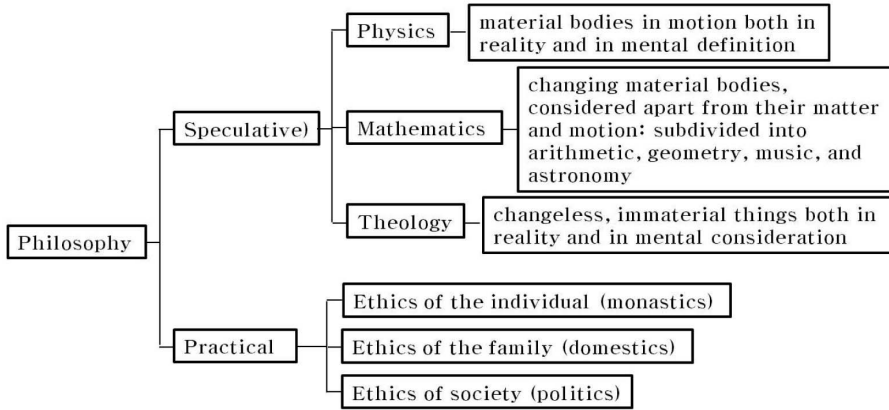 Physics
material bodies in motion both in
reality and in mental definition
changing material bodies,
considered apart from their matter
and motion: subdivided into
arithmetic, geometry, music, and
astronomy
Speculative)
Mathematics
Theology
changeless, immaterial things both in
reality and in mental consideration
Philosophy
Ethics of the individual (monastics)
Practical
Ethics of the family (domestics)
Ethics of society (politics)